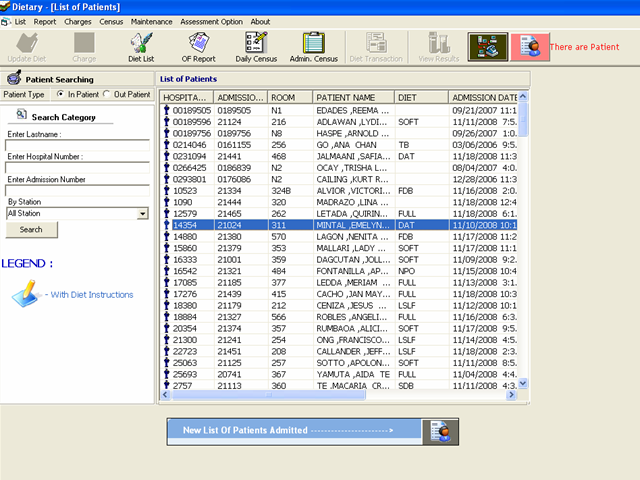 Dietary - [List of Patients]
List Report Charges Census Maintenance Assessment Option About
Update Diet Charge Diet List OF Report Daily Census Admin. Census Diet Transaction View Results There are Patient
Patient Searching
Patient Type In Patient Out Patient
Search Category
Enter Lastname :
Enter Hospital Number :
Enter Admission Number
By Station
All Station
Search
LEGEND :
- With Diet Instructions
List of Patients
HOSPITA... ADMISSIO... ROOM PATIENT NAME DIET ADMISSION DATE
00189505 0189505 N1 EDADES ,REEMA ... 09/21/2007 11:1
00189596 21124 216 ADLAWAN ,LYDI... SOFT 11/11/2008 7:5.
00189756 0189756 N8 HASPE ,ARNOLD ... 09/26/2007 1:0.
0214046 0161155 256 GO ,ANA CHAN TB 03/06/2006 9:5.
0231094 21441 468 JALMAANI ,SAFIA... DAT 11/18/2008 11:3
0266425 0186839 N2 OCAY ,TRISHA L... 08/04/2007 4:0.
0293801 0176086 N2 CAILING ,KURT R... 12/28/2006 11:3
10523 21334 324B ALVIOR ,VICTORI... FDB 11/16/2008 2:0.
1090 21444 320 MADRAZO ,LINA ... 11/18/2008 12:4
12579 21465 262 LETADA ,QUIRIN... FULL 11/18/2008 6:1.
14354 21024 311 MINTAL ,EMELYN... DAT 11/10/2008 10:1
14880 21380 570 LAGON ,NENITA ... FDB 11/17/2008 11:2
15860 21379 353 MALLARI ,LADY ... SOFT 11/17/2008 11:1
16333 21001 359 DAGCUTAN ,JOLL... SOFT 11/09/2008 9:2.
16542 21321 484 FONTANILLA ,AP... NPO 11/15/2008 10:4
17085 21185 377 LEDDA ,MERIAM ... FULL 11/13/2008 3:1.
17276 21439 415 CACHO ,JAN MAY... FULL 11/18/2008 10:3
18380 21179 212 CENIZA ,JESUS ... LSLF 11/12/2008 10:1
18884 21327 566 ROBLES ,ANGELI... FULL 11/16/2008 6:3.
20354 21374 357 RUMBAOA ,ALICI... SOFT 11/17/2008 9:5.
21300 21241 254 ONG ,FRANCISCO... LSLF 11/14/2008 4:5.
22723 21451 208 CALLANDER ,JEFF... LSLF 11/18/2008 2:3.
25063 21125 257 SOTTO ,APOLON... SOFT 11/11/2008 8:5.
25693 20741 367 YAMUTA ,AIDA TE FULL 11/04/2008 4:4.
2757 21113 360 TE ,MACARIA CR... SDB 11/11/2008 4:3.
New List Of Patients Admitted ----------------------->